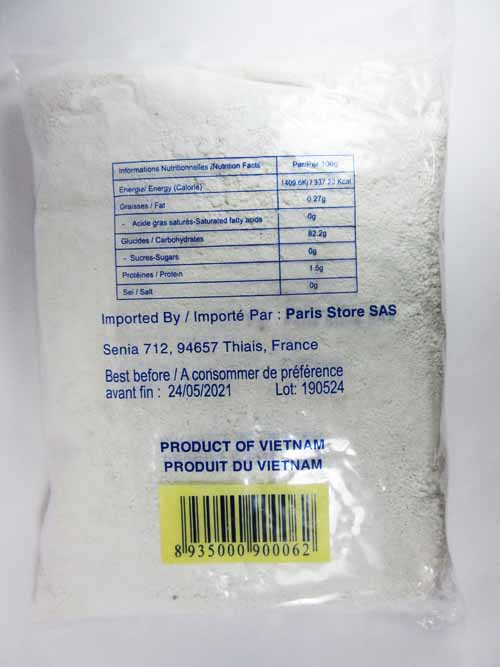 Informations Nutritionnelles /Nutrition Facts Par/Per 100g
Energie/ Energy (Calorie) 1409.6Kj / 337.23 Kcal
Graisses / Fat 0.27g
- Acide gras saturés-Saturated fatty apids 0g
Glucides / Carbohydrates 82.2g
- Sucres-Sugars 0g
Protéines / Protein 1.5g
Sel / Salt 0g
Imported By / Importé Par : Paris Store SAS
Senia 712, 94657 Thiais, France
Best before / A consommer de préférence
avant fin : 24/05/2021 Lot: 190524
PRODUCT OF VIETNAM
PRODUIT DU VIETNAM
8 935000 900062